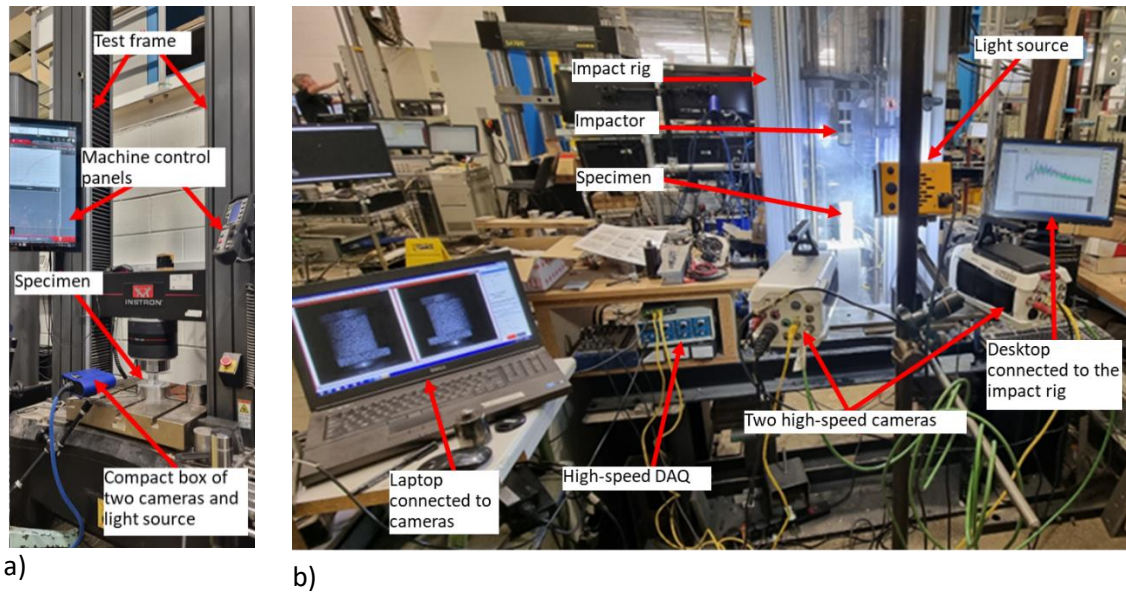 Test frame
Machine control
panels
Specimen
INSTRON
Compact box of
two cameras and
light source
a)
Light source
Impact rig
Impactor
Specimen
Desktop
connected to the
impact rig
Two high-speed cameras
High-speed DAQ
Laptop
connected to
cameras
b)